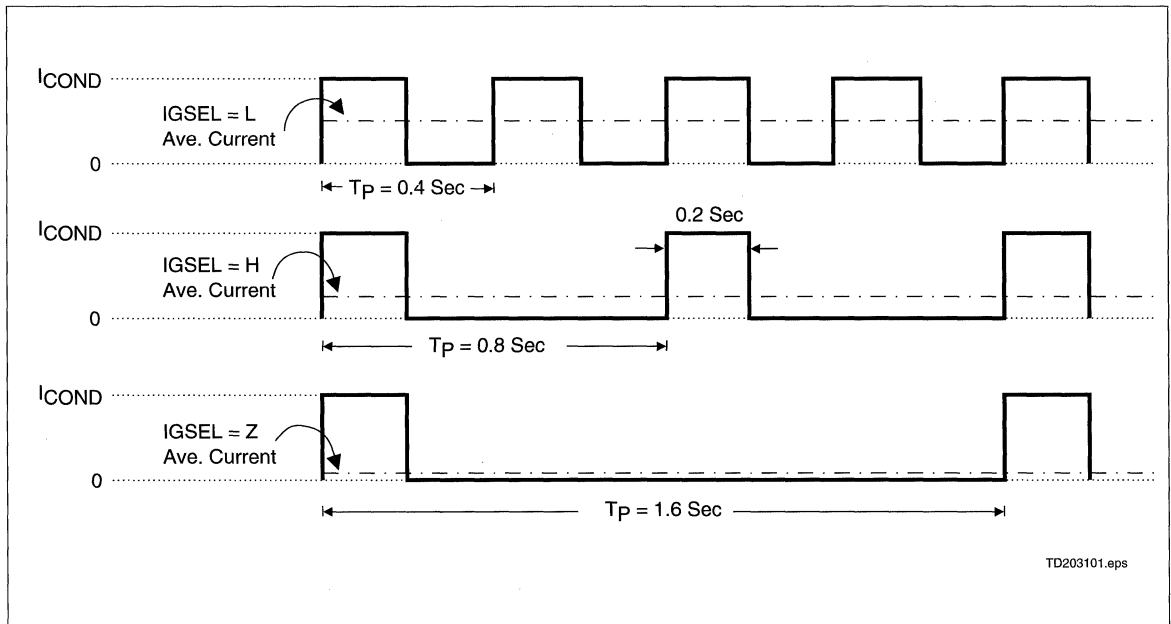 ICOND
IGSEL = L
Ave. Current
0
TP = 0.4 Sec
ICOND
0.2 Sec
IGSEL = H
Ave. Current
0
TP = 0.8 Sec
ICOND
IGSEL = Z
Ave. Current
0
TP = 1.6 Sec
TD203101.eps